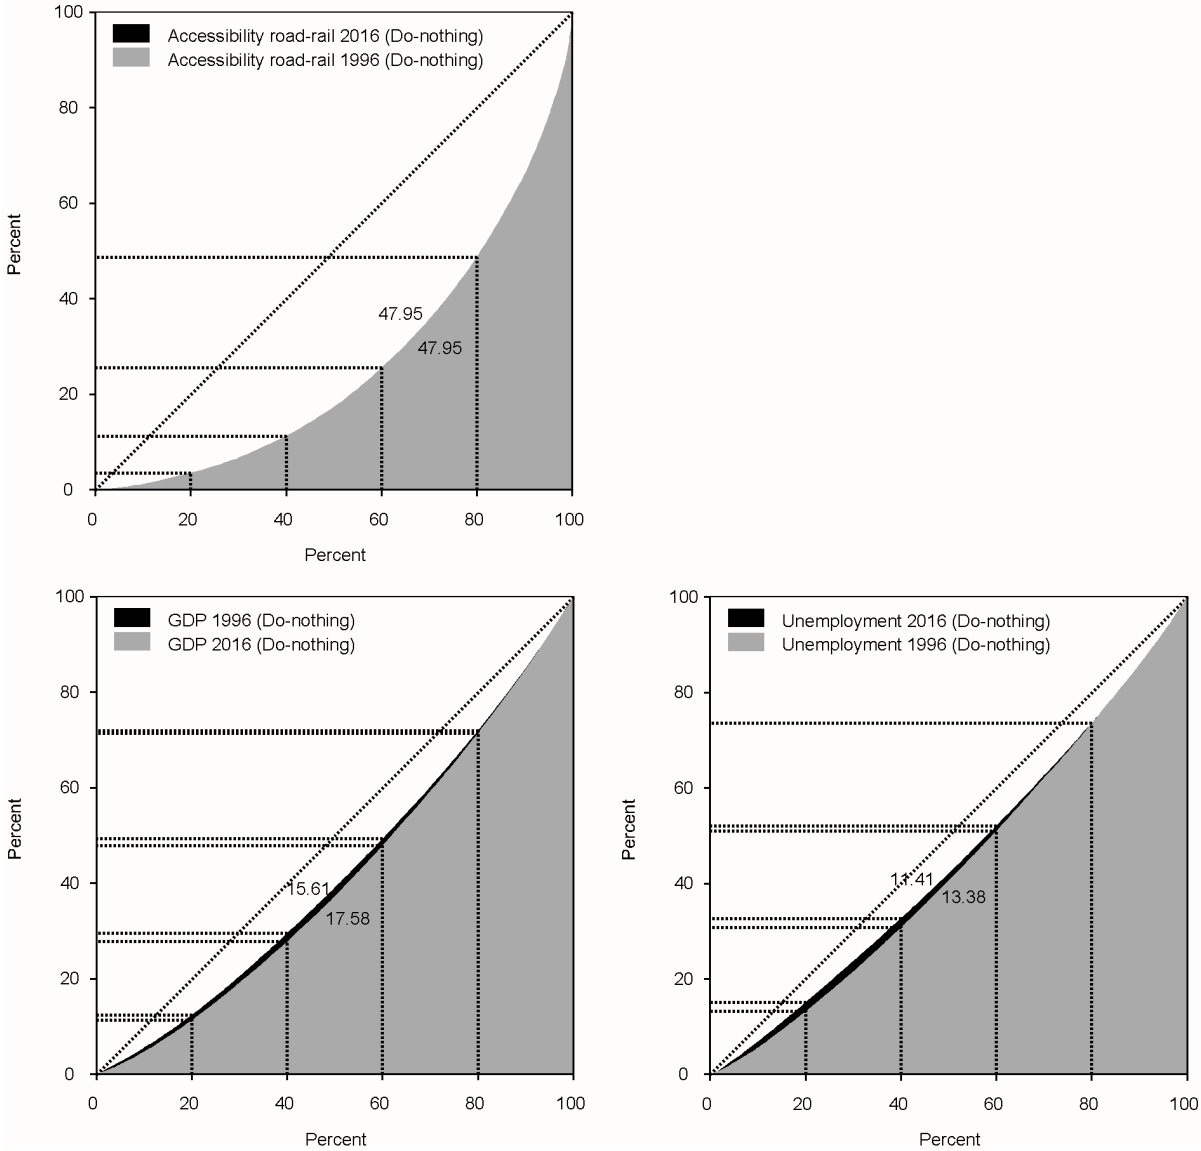 100
Accessibility road-rail 2016 (Do-nothing)
Accessibility road-rail 1996 (Do-nothing)
80
60
Percent
40
47.95
47.95
20
0
0 20 40 60 80 100
Percent
100
GDP 1996 (Do-nothing)
GDP 2016 (Do-nothing)
80
60
Percent
40
15.61
17.58
20
0
0 20 40 60 80 100
Percent
100
Unemployment 2016 (Do-nothing)
Unemployment 1996 (Do-nothing)
80
60
Percent
40
11.41
13.38
20
0
0 20 40 60 80 100
Percent